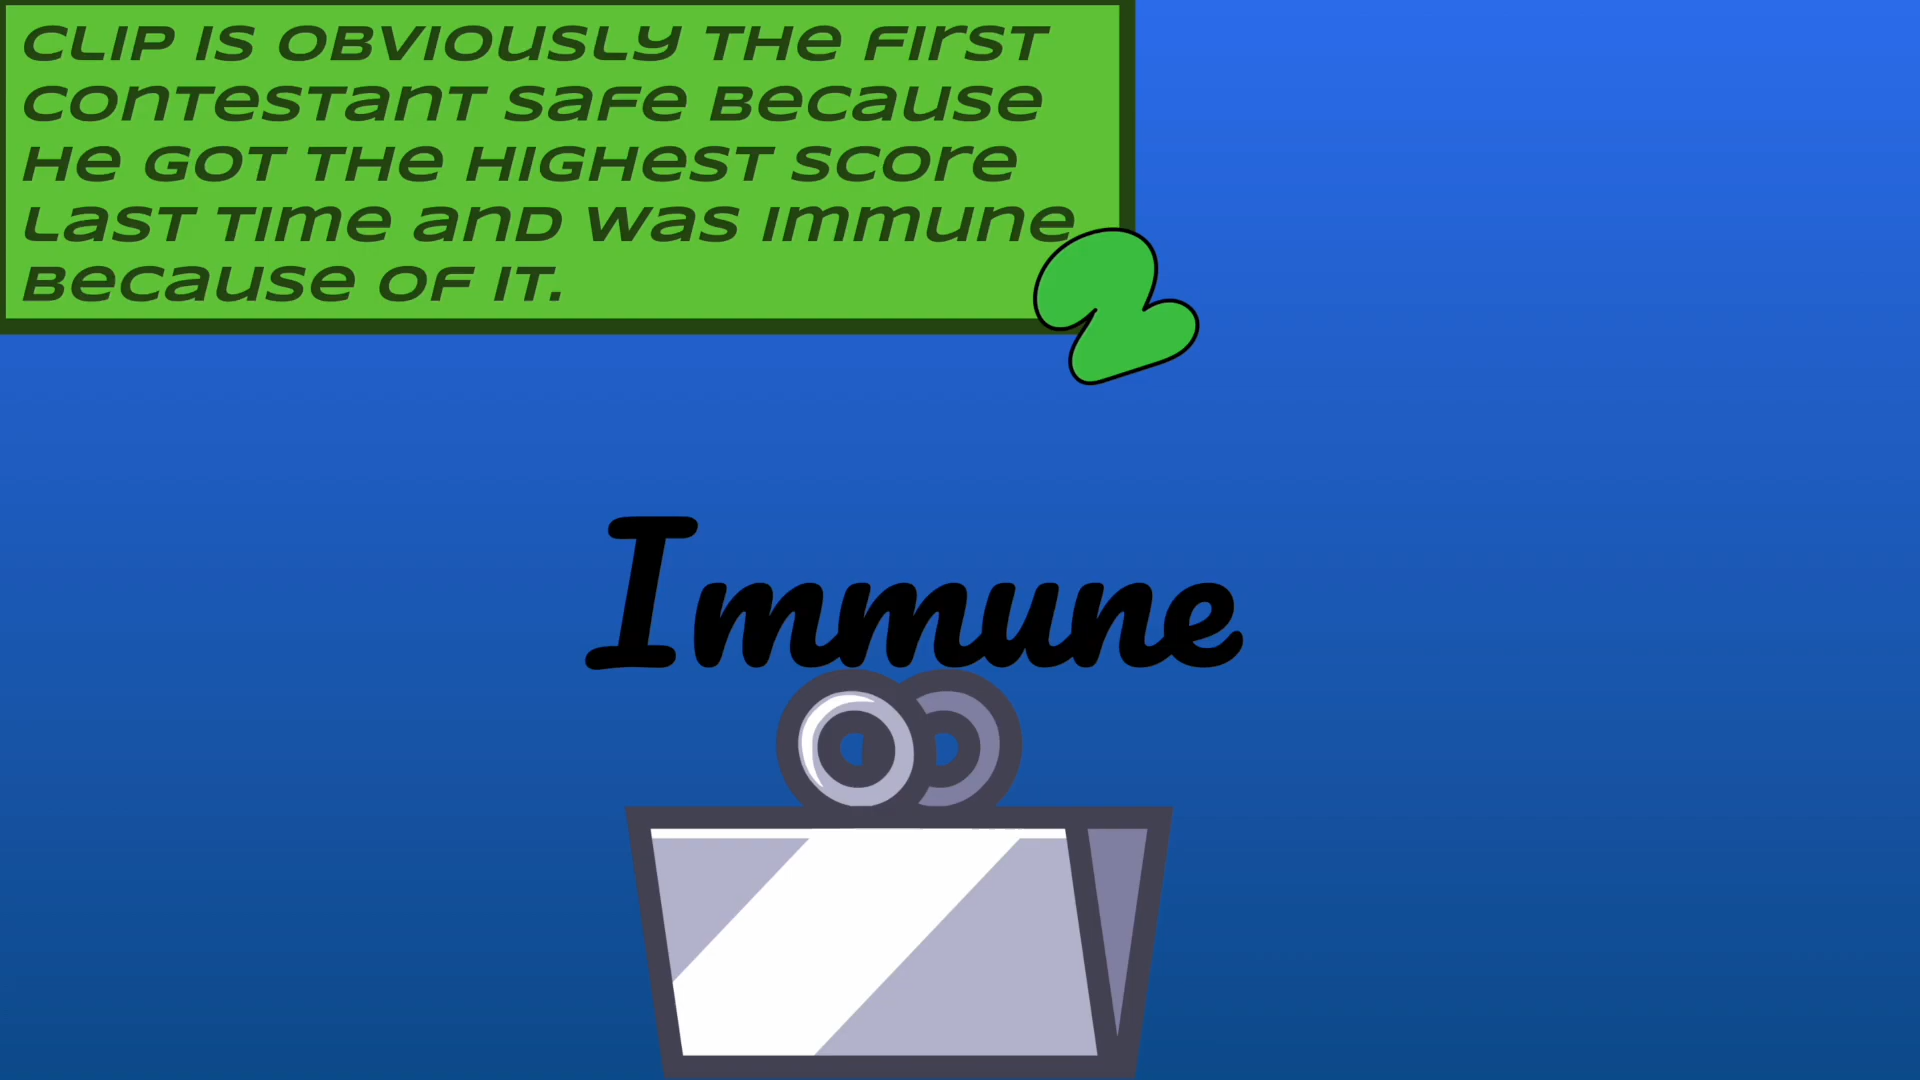 CLIP IS OBVIOUSLY THE FIRST
CONTESTANT SAFE BECAUSE
HE GOT THE HIGHEST SCORE
LAST TIME AND WAS IMMUNE
BECAUSE OF IT.
Immune